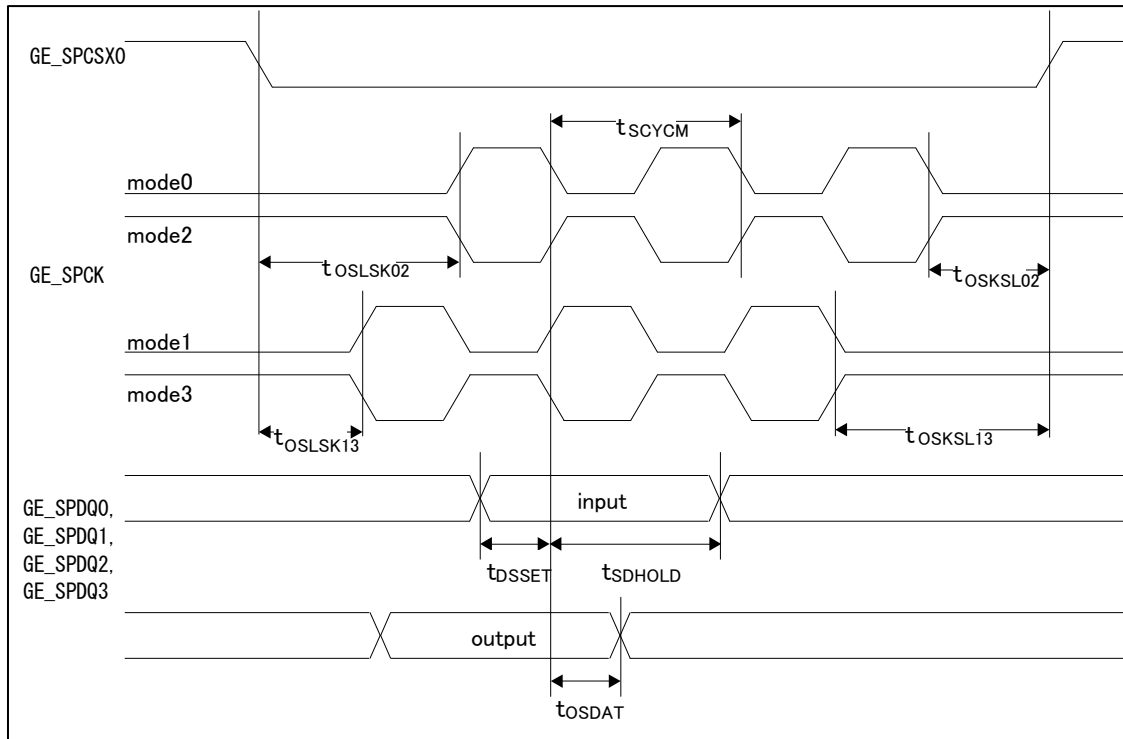 GE_SPCSX0
tSCYCM
mode0
mode2
tOSLSK02
GE_SPCK
tOSKSL02
mode1
mode3
tOSLSK13
tOSKSL13
input
GE_SPDQ0,
GE_SPDQ1,
GE_SPDQ2,
GE_SPDQ3
tDSSET
tSDHOLD
output
tOSDAT